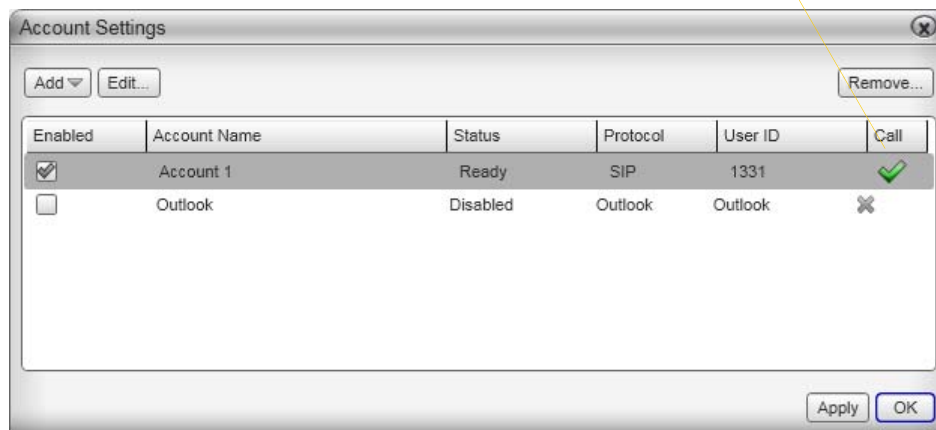 Account Settings
Add Edit... Remove...
Enabled Account Name Status Protocol User ID Call
Account 1 Ready SIP 1331
Outlook Disabled Outlook Outlook
Apply OK